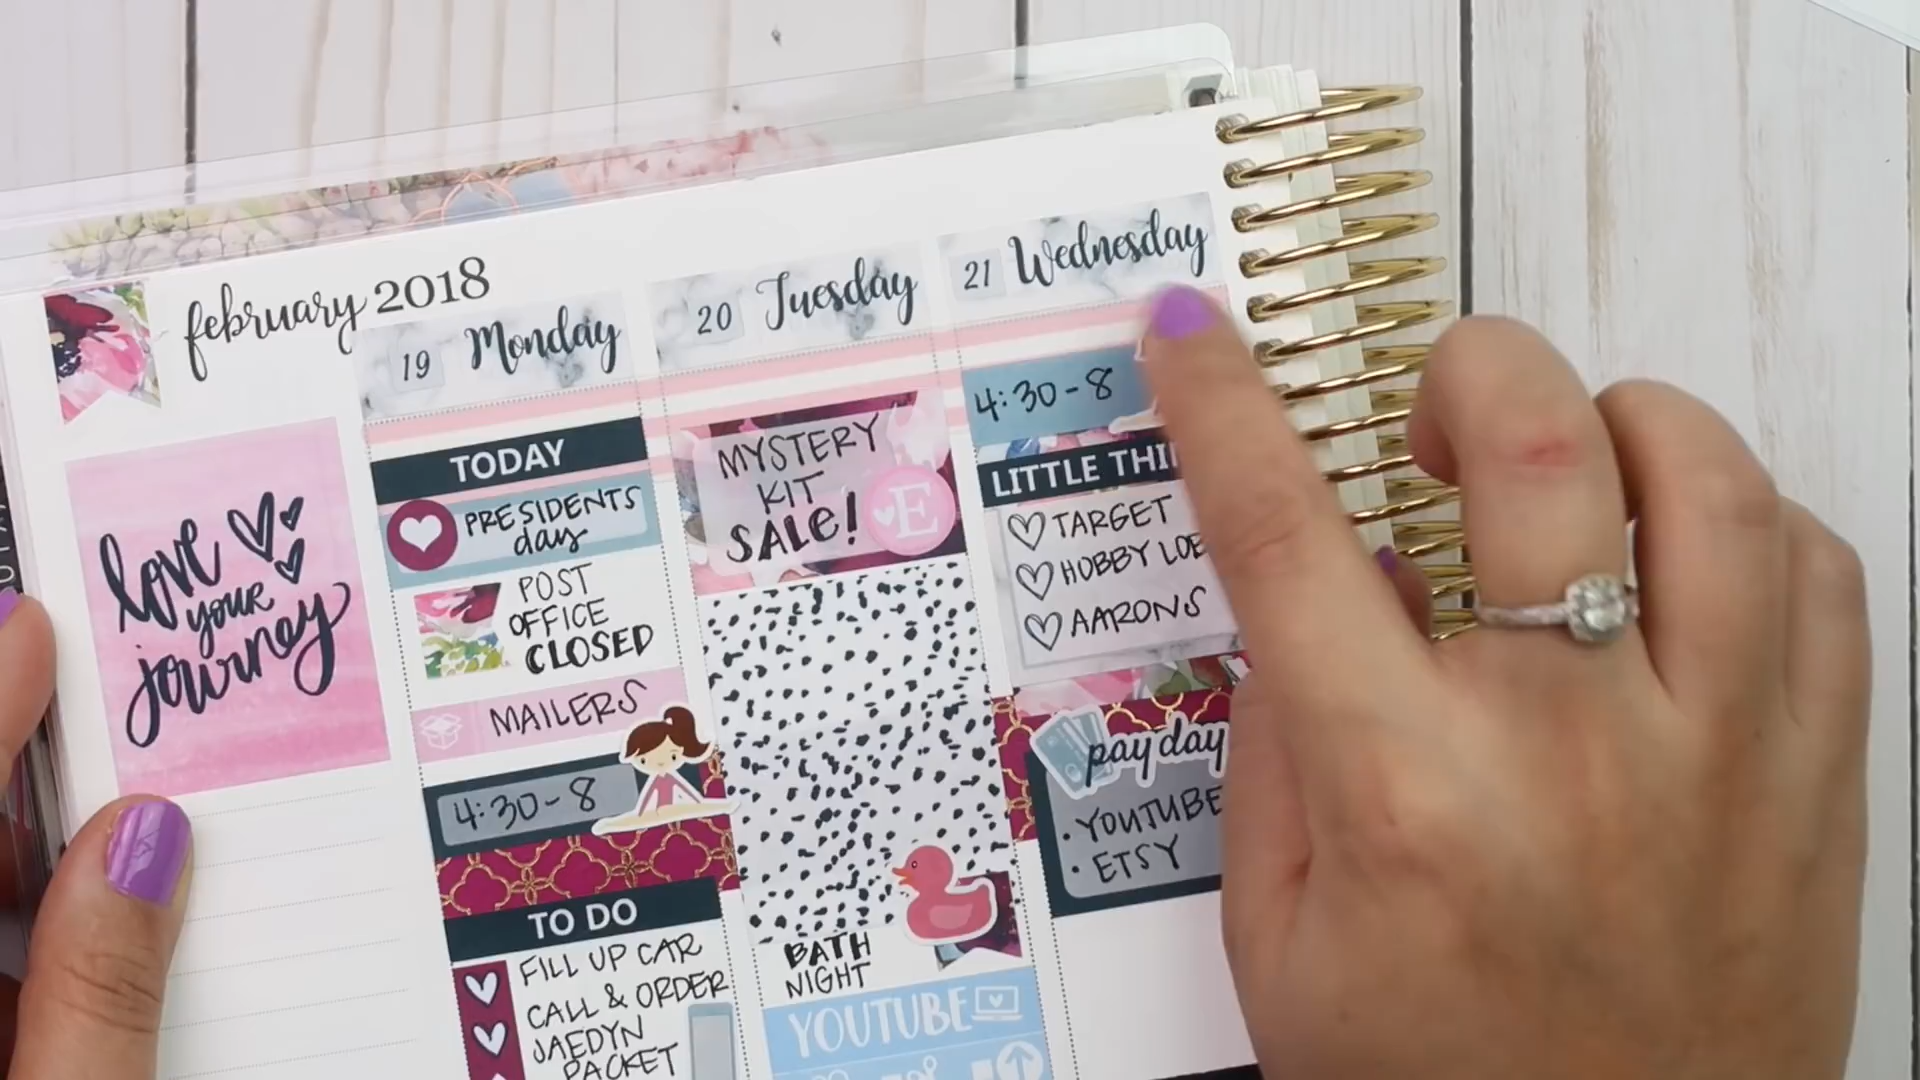 february 2018
love
your
journey
19 Monday
TODAY
PRESIDENTS
day
POST
OFFICE
CLOSED
MAILERS
4:30-8
TO DO
FILL UP CAR
CALL & ORDER
JAEDYN
PACKET
20 Tuesday
MYSTERY
KIT
SALE!
E
BATH
NIGHT
YOUTUBE
21 Wednesday
4:30-8
LITTLE
TARGET
HOBBY
AARONS
pay day
• YOUTUBE
• ETSY